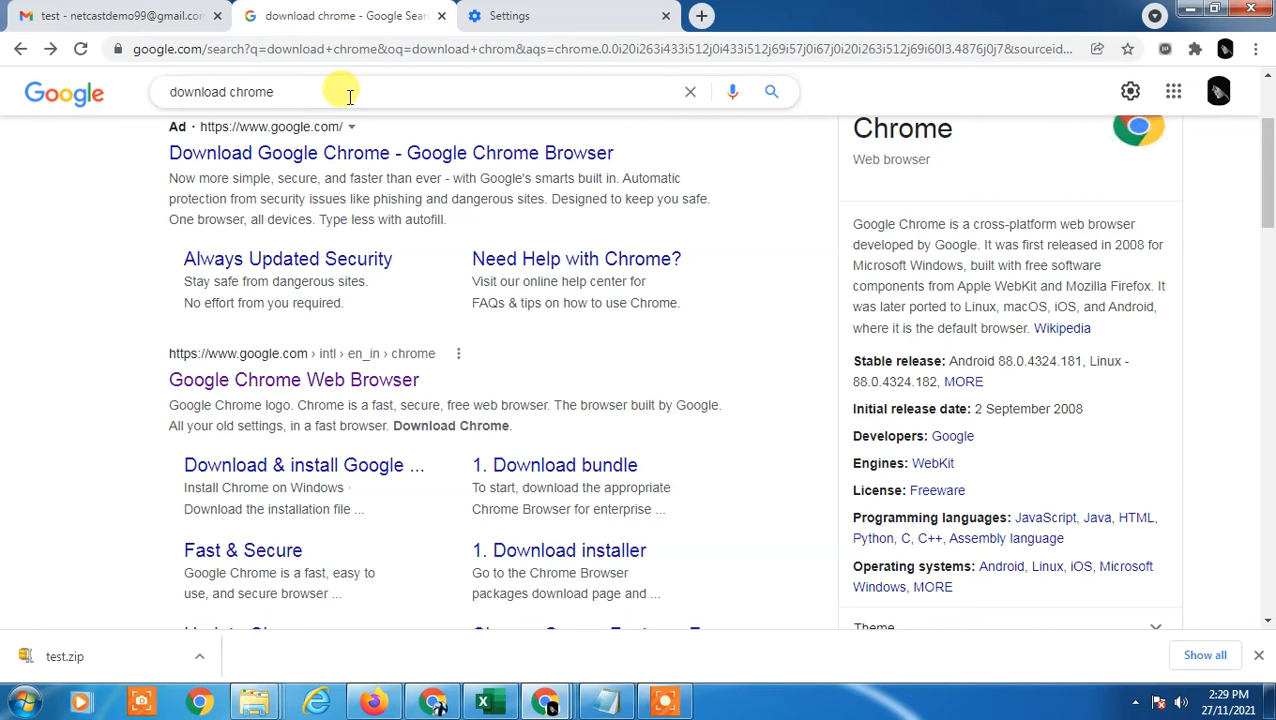 test - netcastdemo99@gmail.com
download chrome - Google Sear
Settings
google.com/search?q=download+chrome&oq=download+chrom&aqs=chrome.0.0i20i263i433i512j0i433i512j69i57j0i67j0i20i263i512j69i60l3.4876j0j7&sourceid...
Google
download chrome
Ad · https://www.google.com/
Download Google Chrome - Google Chrome Browser
Now more simple, secure, and faster than ever - with Google's smarts built in. Automatic
protection from security issues like phishing and dangerous sites. Designed to keep you safe.
One browser, all devices. Type less with autofill.
Always Updated Security
Stay safe from dangerous sites.
No effort from you required.
Need Help with Chrome?
Visit our online help center for
FAQs & tips on how to use Chrome.
https://www.google.com › intl › en_in › chrome
Google Chrome Web Browser
Google Chrome logo. Chrome is a fast, secure, free web browser. The browser built by Google.
All your old settings, in a fast browser. Download Chrome.
Download & install Google ...
Install Chrome on Windows ·
Download the installation file ...
1. Download bundle
To start, download the appropriate
Chrome Browser for enterprise ...
Fast & Secure
Google Chrome is a fast, easy to
use, and secure browser ...
1. Download installer
Go to the Chrome Browser
packages download page and ...
Chrome
Web browser
Google Chrome is a cross-platform web browser
developed by Google. It was first released in 2008 for
Microsoft Windows, built with free software
components from Apple WebKit and Mozilla Firefox. It
was later ported to Linux, macOS, iOS, and Android,
where it is the default browser. Wikipedia
Stable release: Android 88.0.4324.181, Linux -
88.0.4324.182, MORE
Initial release date: 2 September 2008
Developers: Google
Engines: WebKit
License: Freeware
Programming languages: JavaScript, Java, HTML,
Python, C, C++, Assembly language
Operating systems: Android, Linux, iOS, Microsoft
Windows, MORE
Theme
test.zip
Show all
2:29 PM
27/11/2021